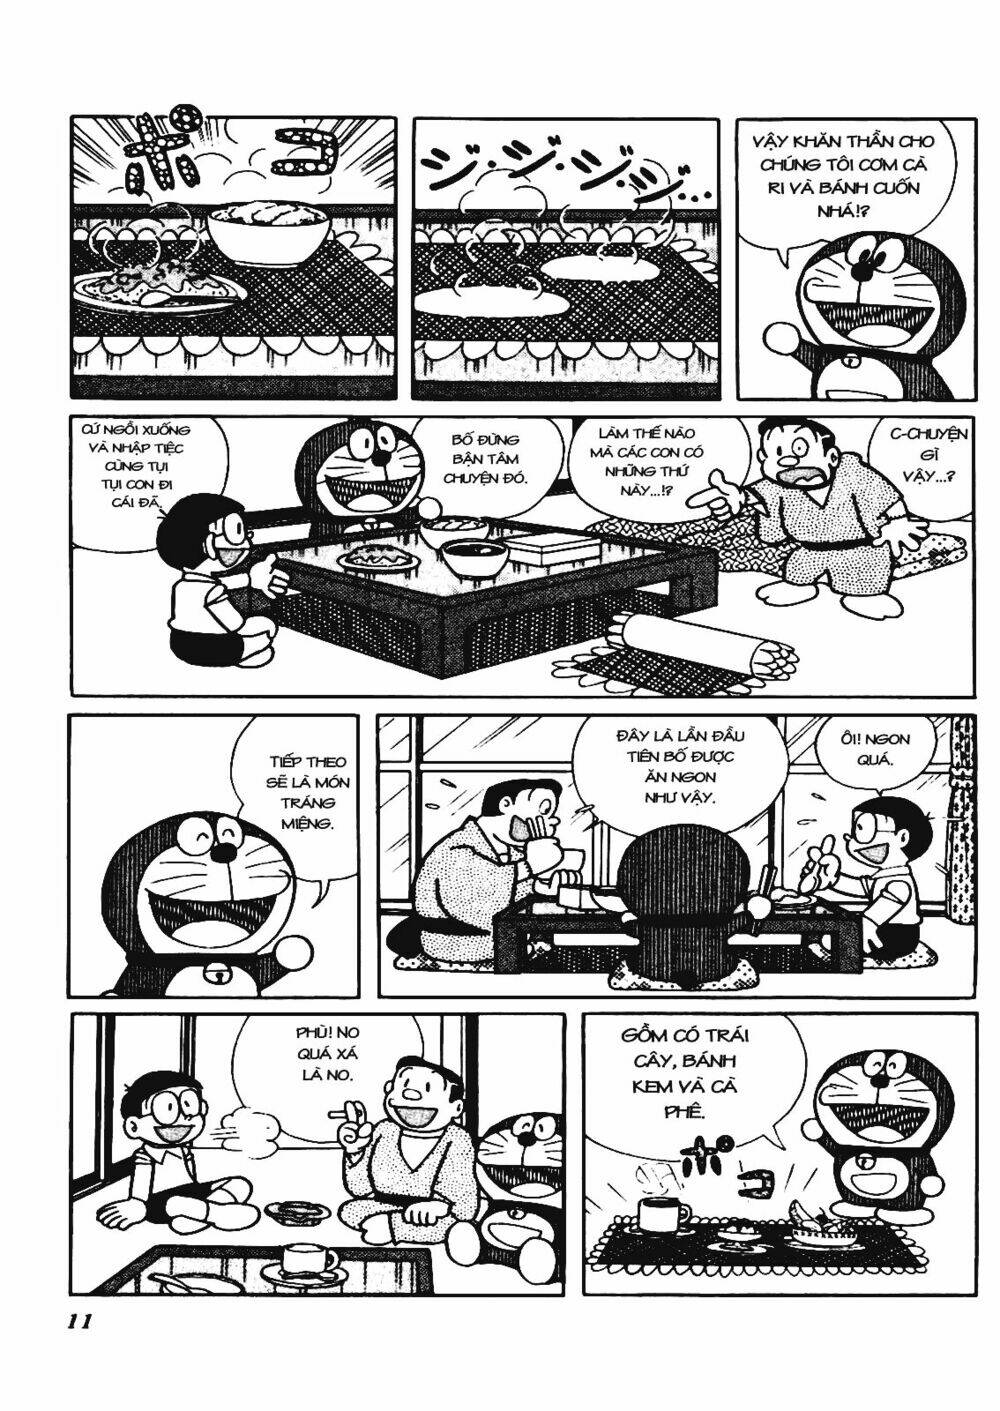 VẬY KHĂN THẦN CHO
CHÚNG TÔI CƠM CÀ
RI VÀ BÁNH CUỐN
NHÁ!?
ジ・ジ・ジ・ジ…
ポコ
C-CHUYỆN
GÌ
VẬY...?
LÀM THẾ NÀO
MÀ CÁC CON CÓ
NHỮNG THỨ
NÀY...!?
BỐ ĐỪNG
BẬN TÂM
CHUYỆN ĐÓ.
CỨ NGỒI XUỐNG
VÀ NHẬP TIỆC
CÙNG TỤI
TỤI CON ĐI
CÁI ĐÃ.
ÔI! NGON
QUÁ.
ĐÂY LÀ LẦN ĐẦU
TIÊN BỐ ĐƯỢC
ĂN NGON
NHƯ VẬY.
TIẾP THEO
SẼ LÀ MÓN
TRÁNG
MIỆNG.
GỒM CÓ TRÁI
CÂY, BÁNH
KEM VÀ CÀ
PHÊ.
ポコ
PHÙ! NO
QUÁ XÁ
LÀ NO.
11